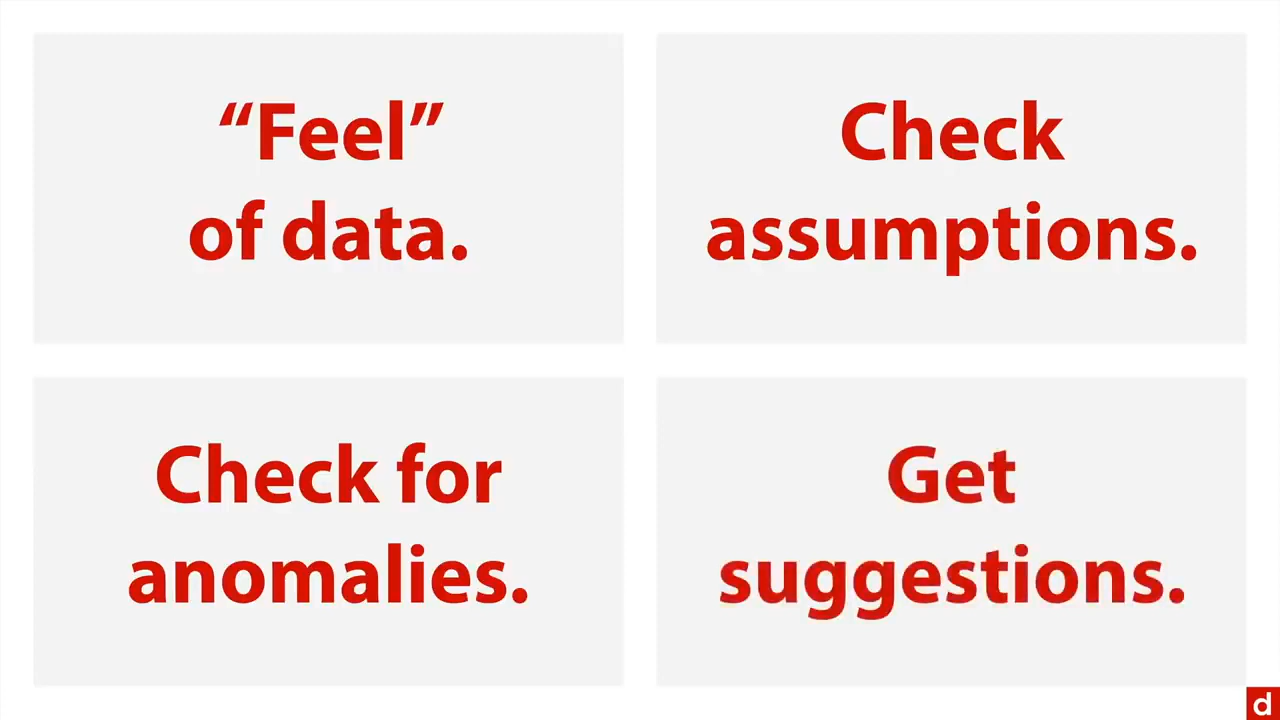 “Feel”
of data.
Check
assumptions.
Check for
anomalies.
Get
suggestions.
d